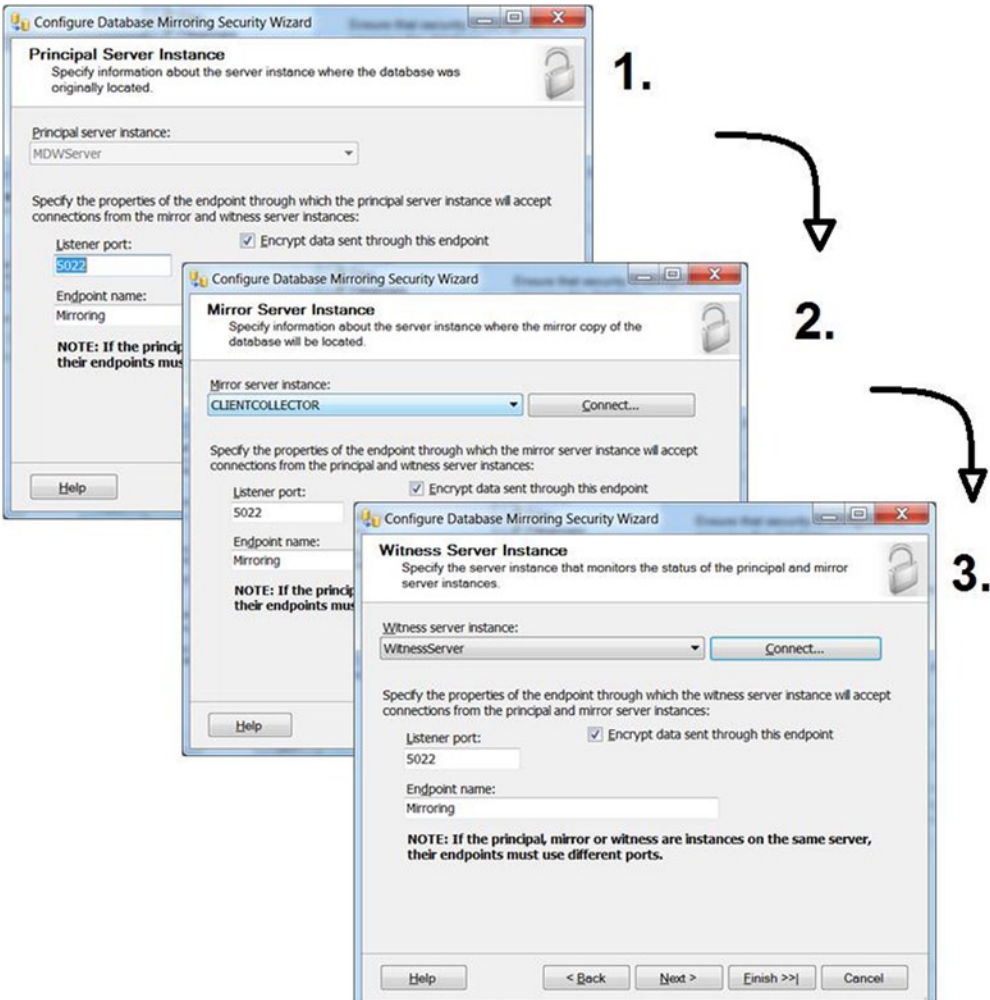 Configure Database Mirroring Security Wizard
Principal Server Instance
Specify information about the server instance where the database was
originally located.
1.
Principal server instance:
MDWServer
Specify the properties of the endpoint through which the principal server instance will accept
connections from the mirror and witness server instances:
Listener port:
Encrypt data sent through this endpoint
5022
Endpoint name:
Mirroring
NOTE: If the princip
their endpoints mus
Help
Configure Database Mirroring Security Wizard
Mirror Server Instance
Specify information about the server instance where the mirror copy of the
database will be located.
2.
Mirror server instance:
CLIENTCOLLECTOR
Connect...
Specify the properties of the endpoint through which the mirror server instance will accept
connections from the principal and witness server instances:
Listener port:
Encrypt data sent through this endpoint
5022
Endpoint name:
Mirroring
NOTE: If the princip
their endpoints mus
Help
Configure Database Mirroring Security Wizard
Witness Server Instance
Specify the server instance that monitors the status of the principal and mirror
server instances.
3.
Witness server instance:
WitnessServer
Connect...
Specify the properties of the endpoint through which the witness server instance will accept
connections from the principal and mirror server instances:
Listener port:
Encrypt data sent through this endpoint
5022
Endpoint name:
Mirroring
NOTE: If the principal, mirror or witness are instances on the same server,
their endpoints must use different ports.
Help
< Back
Next >
Finish >>|
Cancel